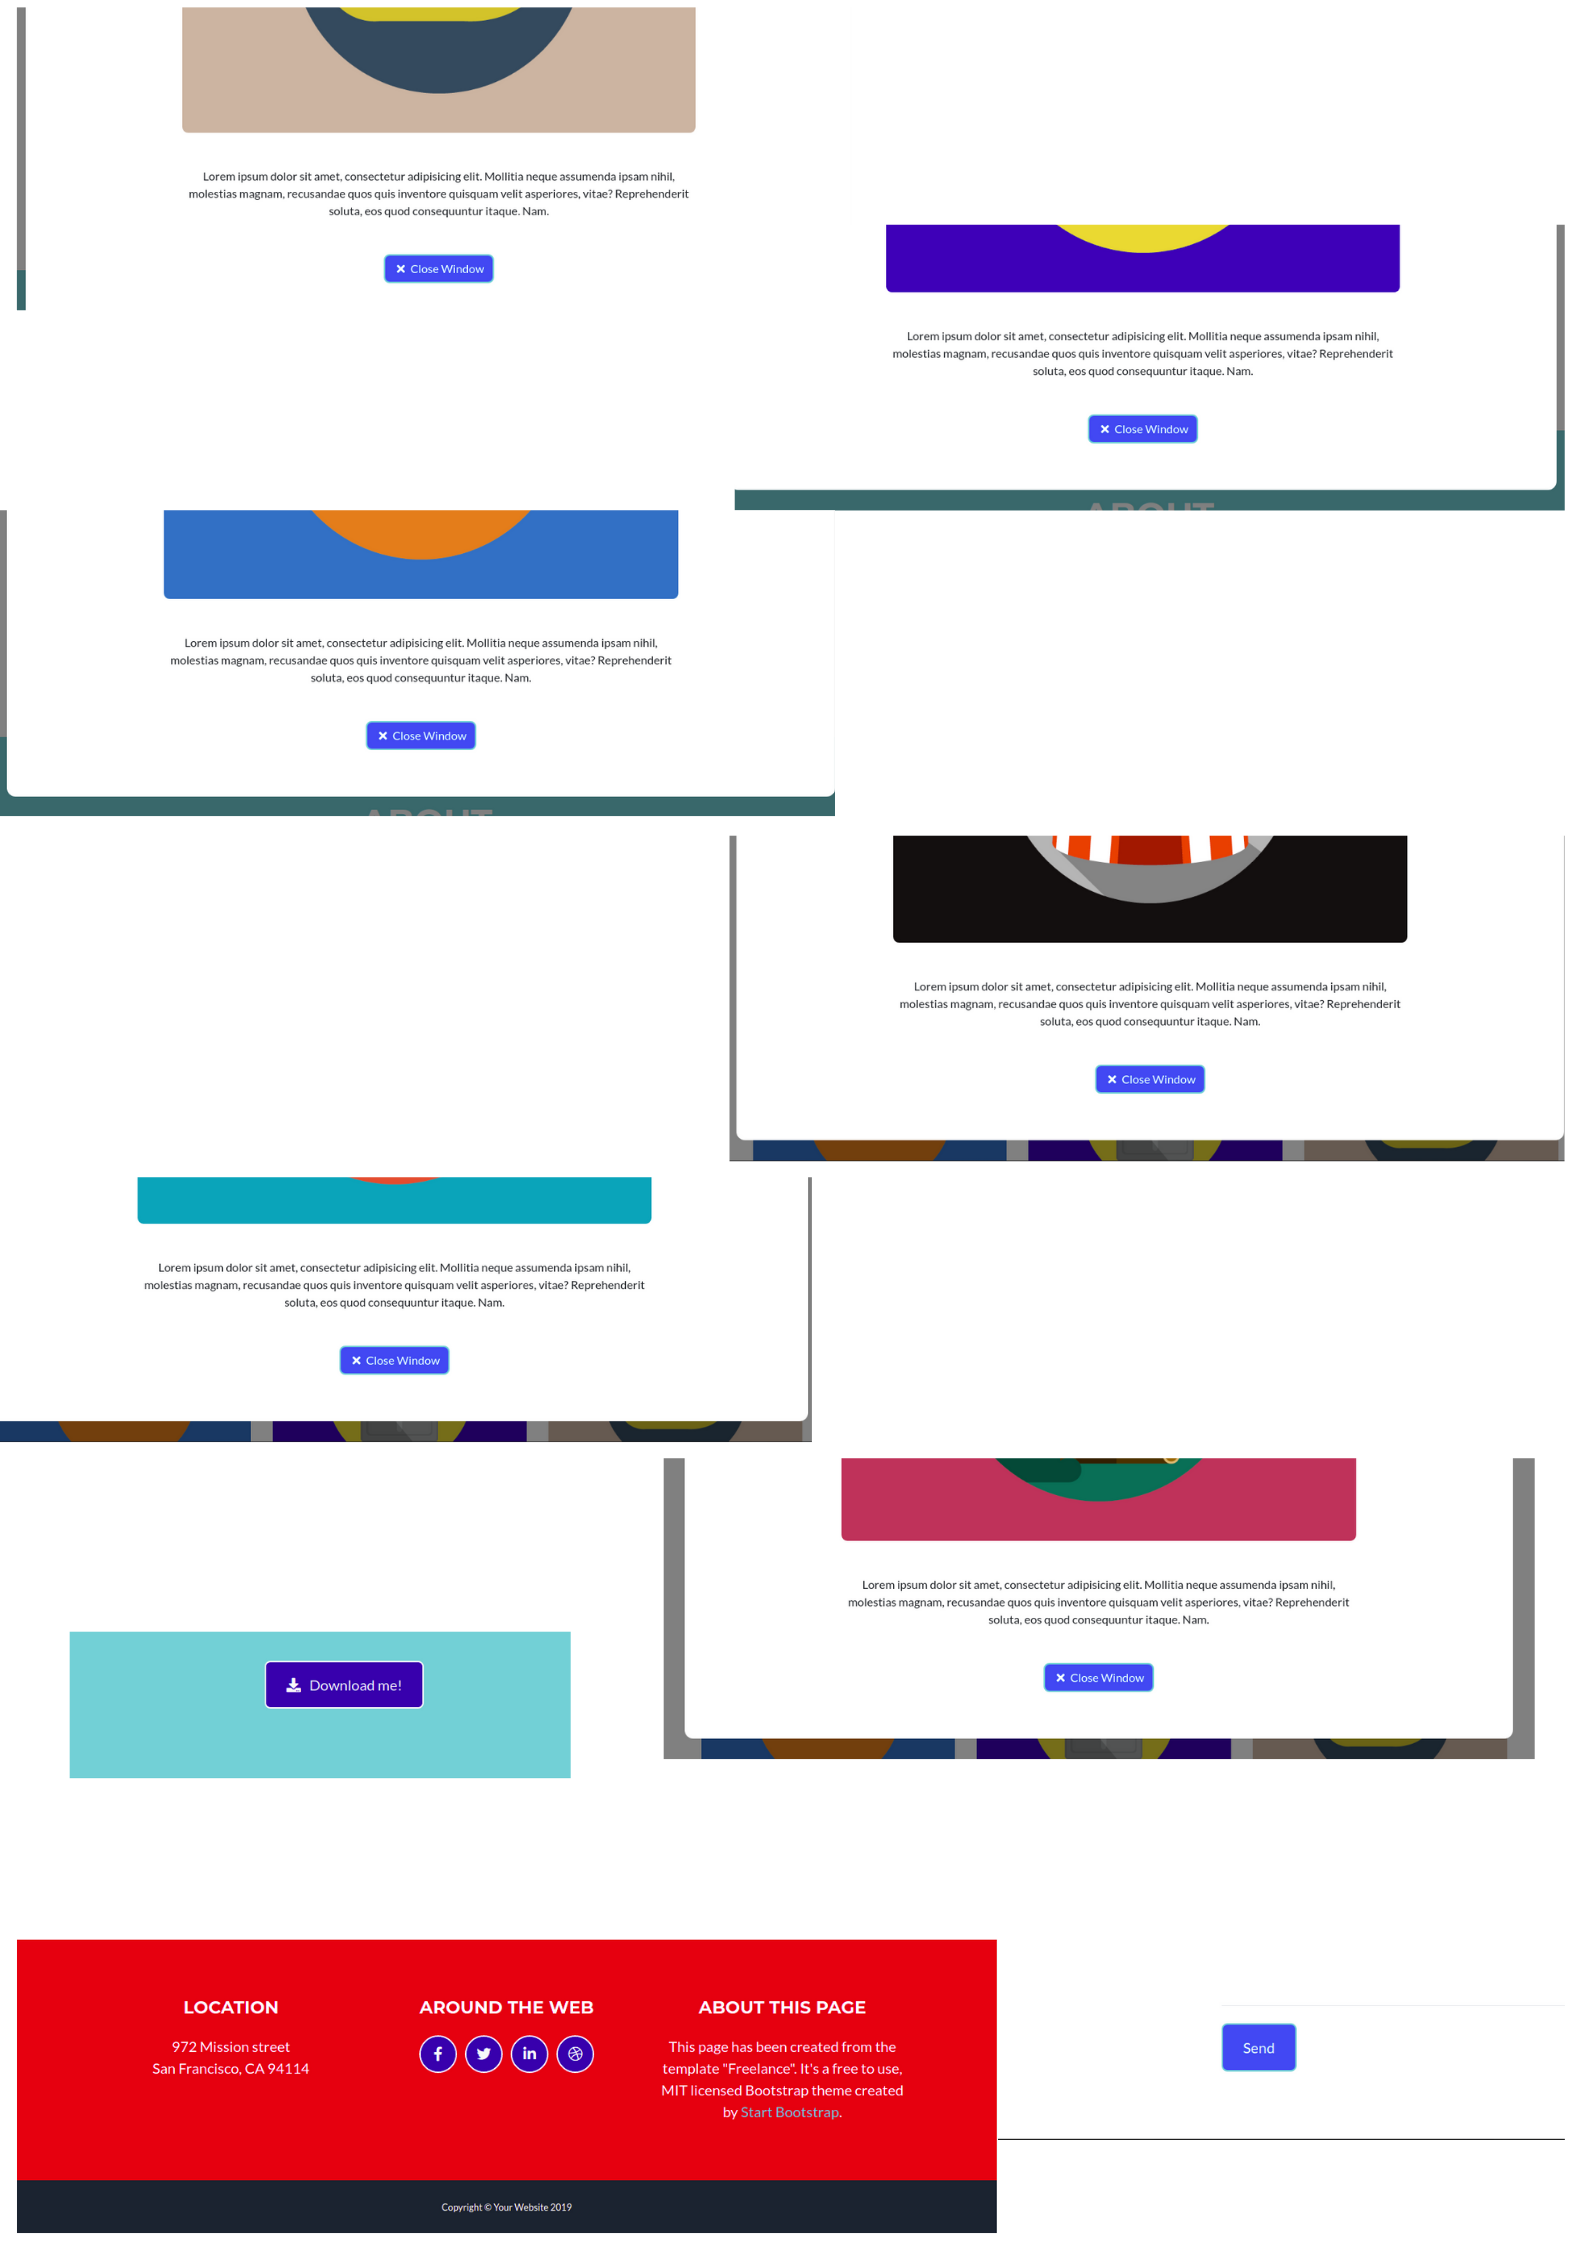 Lorem ipsum dolor sit amet, consectetur adipisicing elit. Mollitia neque assumenda ipsam nihil,
molestias magnam, recusandae quos quis inventore quisquam velit asperiores, vitae? Reprehenderit
soluta, eos quod consequuntur itaque. Nam.
Close Window
Lorem ipsum dolor sit amet, consectetur adipisicing elit. Mollitia neque assumenda ipsam nihil,
molestias magnam, recusandae quos quis inventore quisquam velit asperiores, vitae? Reprehenderit
soluta, eos quod consequuntur itaque. Nam.
Close Window
ABOUT
Lorem ipsum dolor sit amet, consectetur adipisicing elit. Mollitia neque assumenda ipsam nihil,
molestias magnam, recusandae quos quis inventore quisquam velit asperiores, vitae? Reprehenderit
soluta, eos quod consequuntur itaque. Nam.
Close Window
ABOUT
Lorem ipsum dolor sit amet, consectetur adipisicing elit. Mollitia neque assumenda ipsam nihil,
molestias magnam, recusandae quos quis inventore quisquam velit asperiores, vitae? Reprehenderit
soluta, eos quod consequuntur itaque. Nam.
Close Window
Lorem ipsum dolor sit amet, consectetur adipisicing elit. Mollitia neque assumenda ipsam nihil,
molestias magnam, recusandae quos quis inventore quisquam velit asperiores, vitae? Reprehenderit
soluta, eos quod consequuntur itaque. Nam.
Close Window
Lorem ipsum dolor sit amet, consectetur adipisicing elit. Mollitia neque assumenda ipsam nihil,
molestias magnam, recusandae quos quis inventore quisquam velit asperiores, vitae? Reprehenderit
soluta, eos quod consequuntur itaque. Nam.
Close Window
Download me!
LOCATION
972 Mission street
San Francisco, CA 94114
AROUND THE WEB
ABOUT THIS PAGE
This page has been created from the
template "Freelance". It's a free to use,
MIT licensed Bootstrap theme created
by Start Bootstrap.
Send
Copyright © Your Website 2019